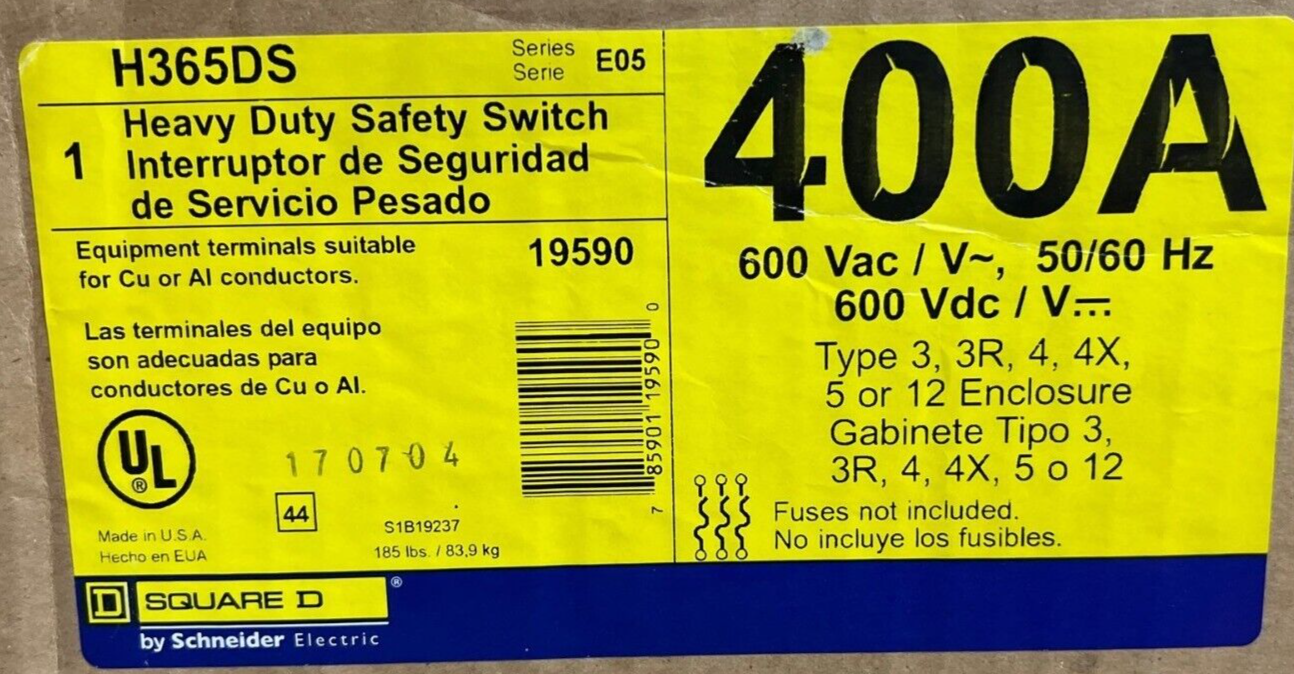 H365DS
Series
Serie
E05
1
Heavy Duty Safety Switch
Interruptor de Seguridad
de Servicio Pesado
Equipment terminals suitable
for Cu or Al conductors.
19590
Las terminales del equipo
son adecuadas para
conductores de Cu o Al.
7 85901 19590 0
UL
®
170704
44
S1B19237
185 lbs. / 83,9 kg
Made in U.S.A.
Hecho en EUA
400A
600 Vac / V~, 50/60 Hz
600 Vdc / V⎓
Type 3, 3R, 4, 4X,
5 or 12 Enclosure
Gabinete Tipo 3,
3R, 4, 4X, 5 o 12
Fuses not included.
No incluye los fusibles.
D SQUARE D ®
by Schneider Electric